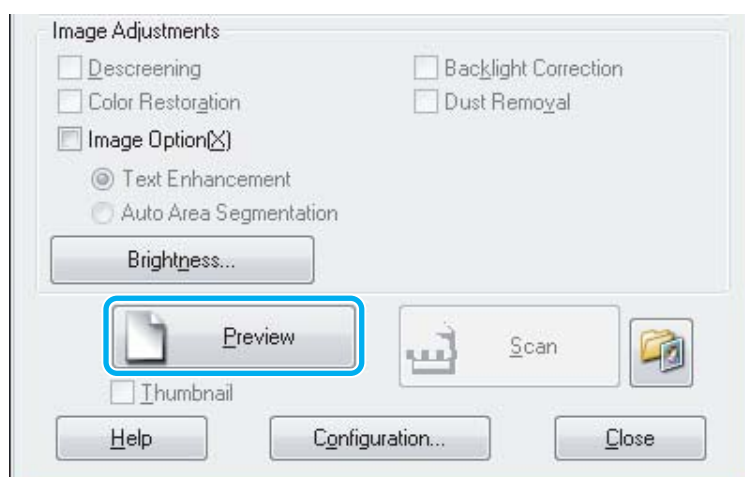 Image Adjustments
Descreening Backlight Correction
Color Restoration Dust Removal
Image Option(X)
Text Enhancement
Auto Area Segmentation
Brightness...
Preview Scan
Thumbnail
Help Configuration... Close